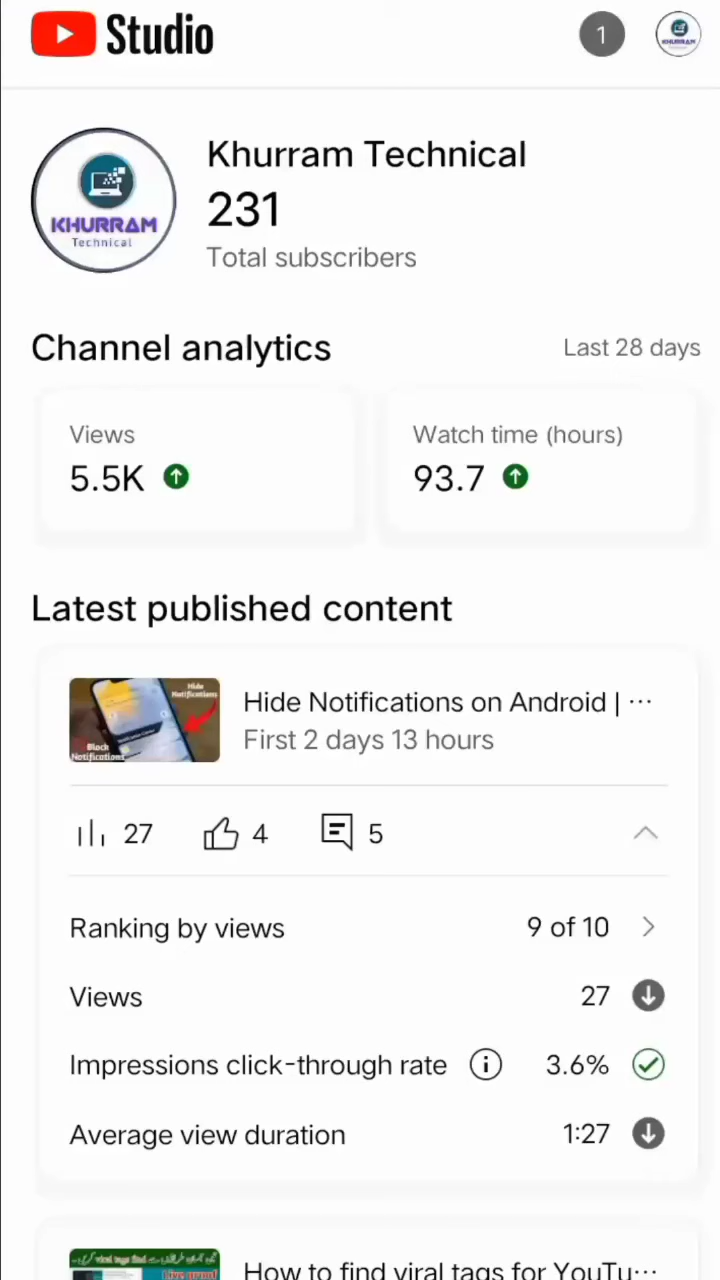 Studio
1
Khurram Technical
231
Total subscribers
KHURRAM
Technical
Channel analytics
Last 28 days
Views
Watch time (hours)
5.5K
93.7
Latest published content
Hide Notifications
Block Notifications
Hide Notifications on Android | ...
First 2 days 13 hours
27
4
5
Ranking by views
9 of 10
Views
27
Impressions click-through rate
3.6%
Average view duration
1:27
Live proof
How to find viral tags for YouTu...